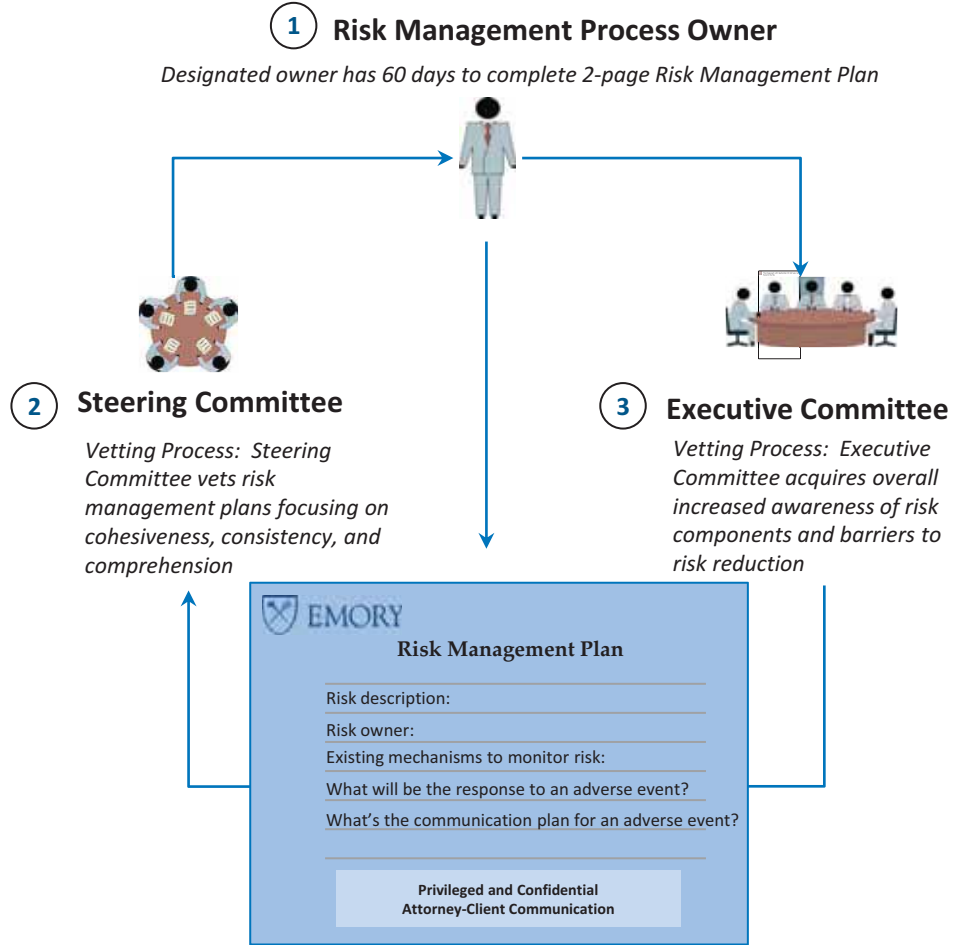 1 Risk Management Process Owner
Designated owner has 60 days to complete 2-page Risk Management Plan
2 Steering Committee
Vetting Process: Steering
Committee vets risk
management plans focusing on
cohesiveness, consistency, and
comprehension
3 Executive Committee
Vetting Process: Executive
Committee acquires overall
increased awareness of risk
components and barriers to
risk reduction
EMORY
Risk Management Plan
Risk description:
Risk owner:
Existing mechanisms to monitor risk:
What will be the response to an adverse event?
What's the communication plan for an adverse event?
Privileged and Confidential
Attorney-Client Communication